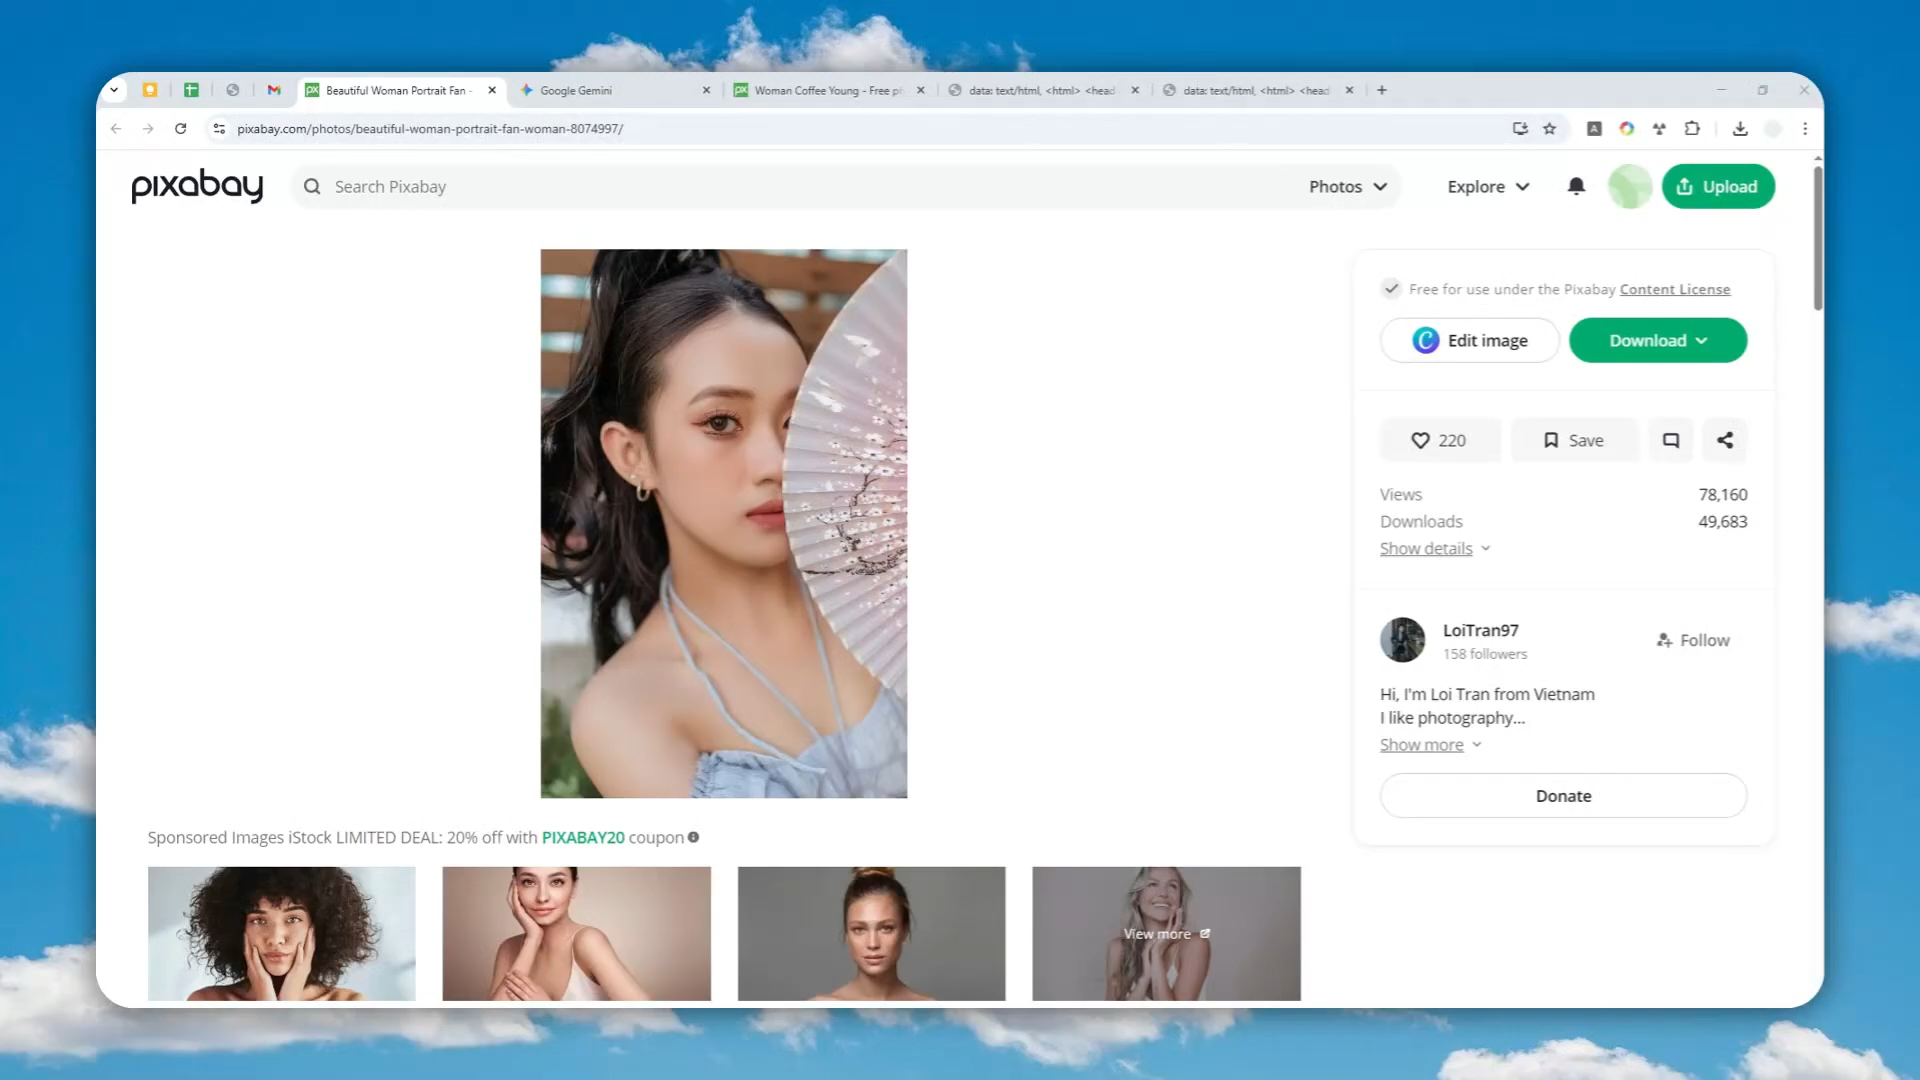 Beautiful Woman Portrait Fan -
Google Gemini
Woman Coffee Young - Free ph
data: text/html, <html> <head
data: text/html, <html> <head
pixabay.com/photos/beautiful-woman-portrait-fan-woman-8074997/
pixabay
Search Pixabay
Photos
Explore
Upload
Free for use under the Pixabay Content License
Edit image
Download
220
Save
Views 78,160
Downloads 49,683
Show details
LoiTran97
158 followers
Follow
Hi, I'm Loi Tran from Vietnam
I like photography...
Show more
Donate
Sponsored Images iStock LIMITED DEAL: 20% off with PIXABAY20 coupon
View more